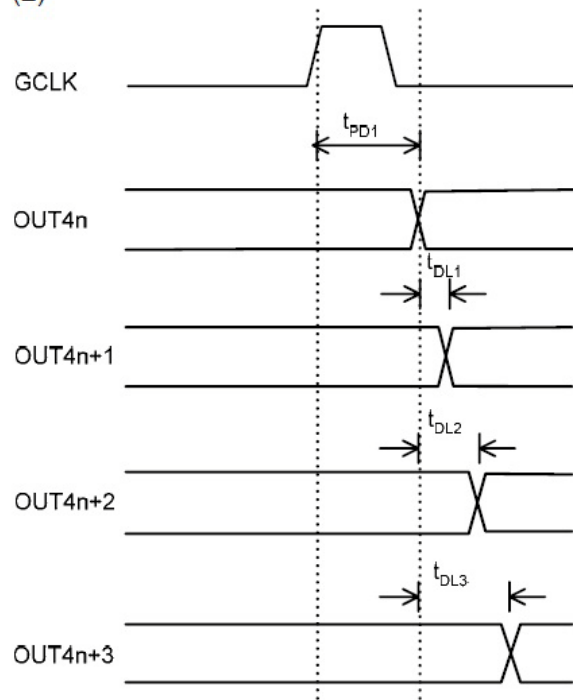 GCLK
tPD1
OUT4n
tDL1
OUT4n+1
tDL2
OUT4n+2
tDL3
OUT4n+3